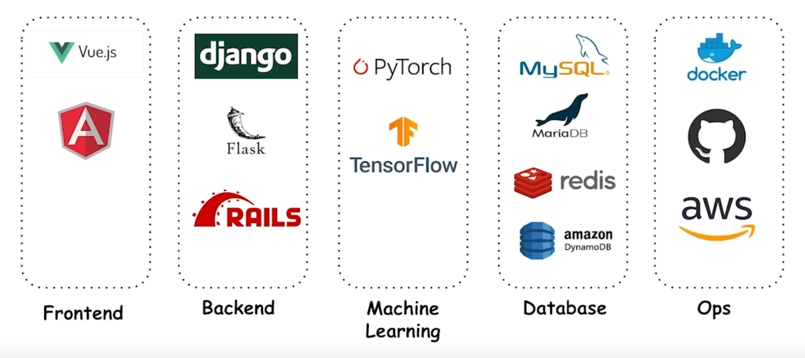 Vue.js
A
django
Flask
RAILS
PyTorch
TensorFlow
MySQL®
MariaDB
redis
amazon
DynamoDB
docker
aws
Frontend
Backend
Machine
Learning
Database
Ops